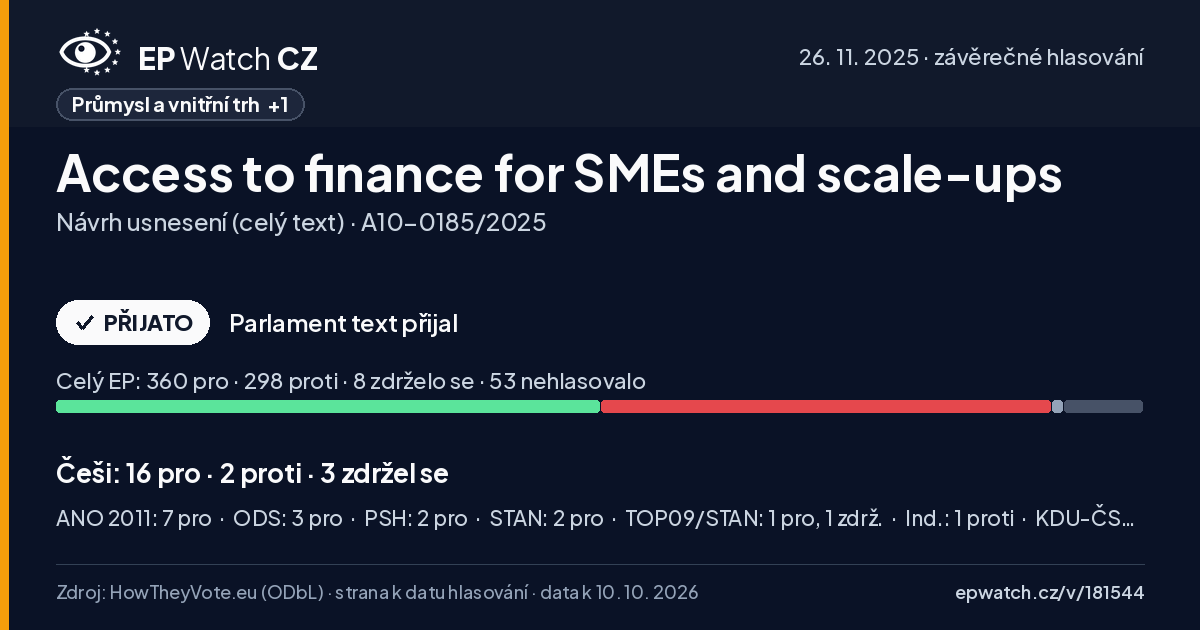 EP Watch CZ
26. 11. 2025 · závěrečné hlasování
Průmysl a vnitřní trh +1
Access to finance for SMEs and scale-ups
Návrh usnesení (celý text) · A10–0185/2025
✓ PŘIJATO Parlament text přijal
Celý EP: 360 pro · 298 proti · 8 zdrželo se · 53 nehlasovalo
Češi: 16 pro · 2 proti · 3 zdržel se
ANO 2011: 7 pro · ODS: 3 pro · PSH: 2 pro · STAN: 2 pro · TOP09/STAN: 1 pro, 1 zdrž. · Ind.: 1 proti · KDU-ČS…
Zdroj: HowTheyVote.eu (ODbL) · strana k datu hlasování · data k 10. 10. 2026
epwatch.cz/v/181544